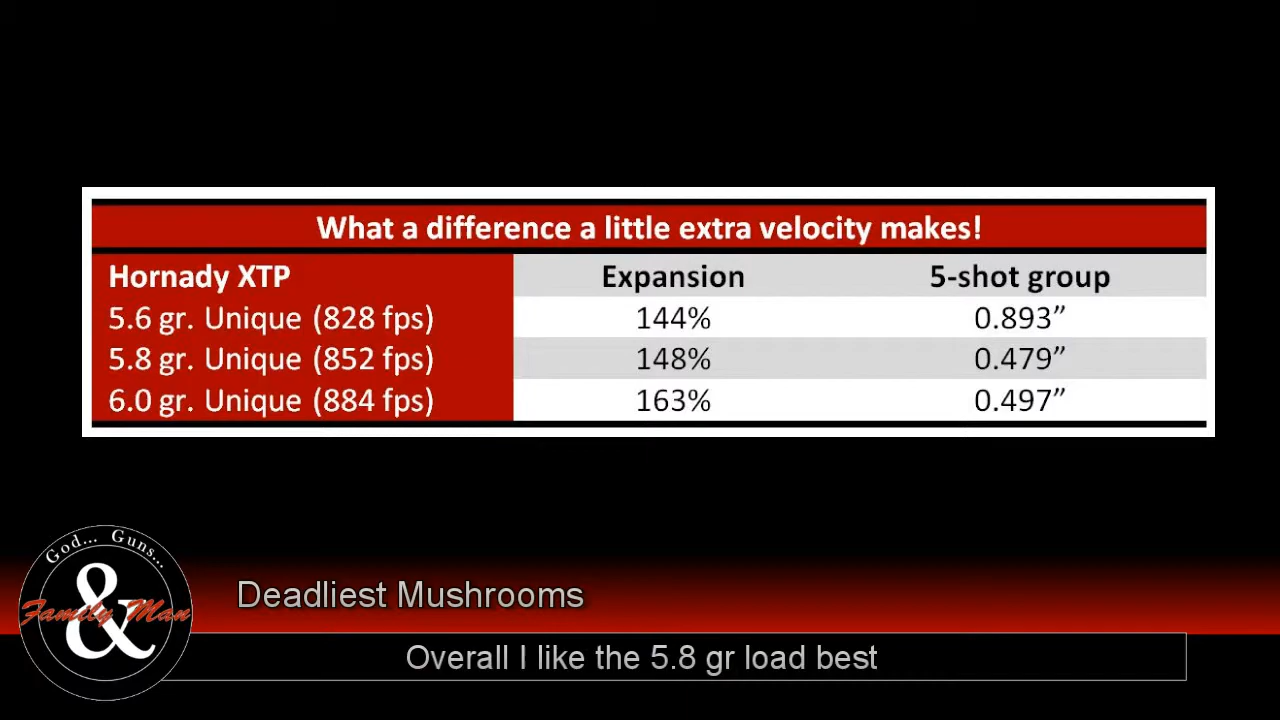 What a difference a little extra velocity makes!
Hornady XTP Expansion 5-shot group
5.6 gr. Unique (828 fps) 144% 0.893”
5.8 gr. Unique (852 fps) 148% 0.479”
6.0 gr. Unique (884 fps) 163% 0.497”
God... Guns...
& Family Man
Deadliest Mushrooms
Overall I like the 5.8 gr load best